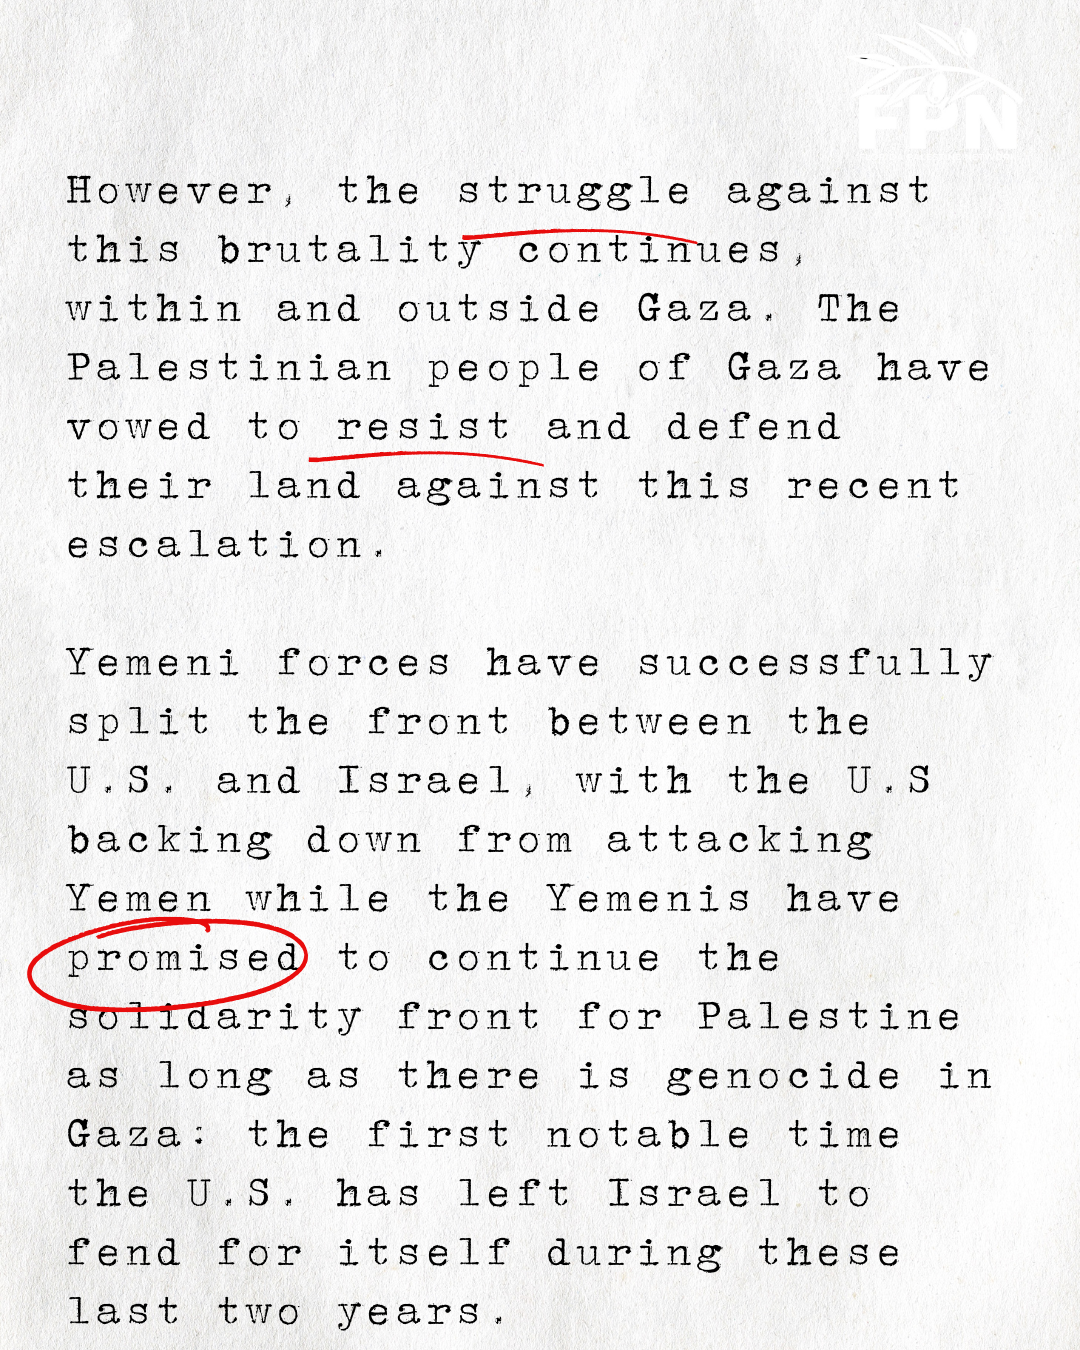 FPN
However, the struggle against
this brutality continues,
within and outside Gaza. The
Palestinian people of Gaza have
vowed to resist and defend
their land against this recent
escalation.
Yemeni forces have successfully
split the front between the
U.S. and Israel, with the U.S
backing down from attacking
Yemen while the Yemenis have
promised to continue the
solidarity front for Palestine
as long as there is genocide in
Gaza: the first notable time
the U.S. has left Israel to
fend for itself during these
last two years.